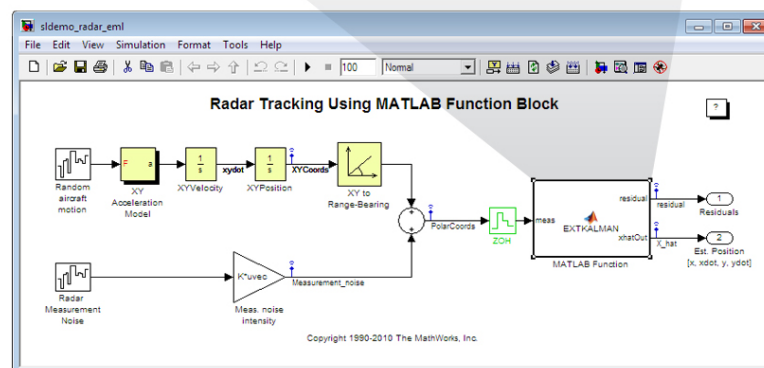 sldemo_radar_eml
File Edit View Simulation Format Tools Help
100 Normal
Radar Tracking Using MATLAB Function Block
?
Random
aircraft
motion
F a
XY
Acceleration
Model
1
s
XYVelocity
xydot
1
s
XYPosition
XYCoords
XY to
Range-Bearing
PolarCoords
ZOH
meas
EXTKALMAN
residual
xhatOut
MATLAB Function
residual
1
Residuals
X_hat
2
Est. Position
[x, xdot, y, ydot]
Radar
Measurement
Noise
K*uvec
Meas. noise
intensity
Measurement_noise
Copyright 1990-2010 The MathWorks, Inc.